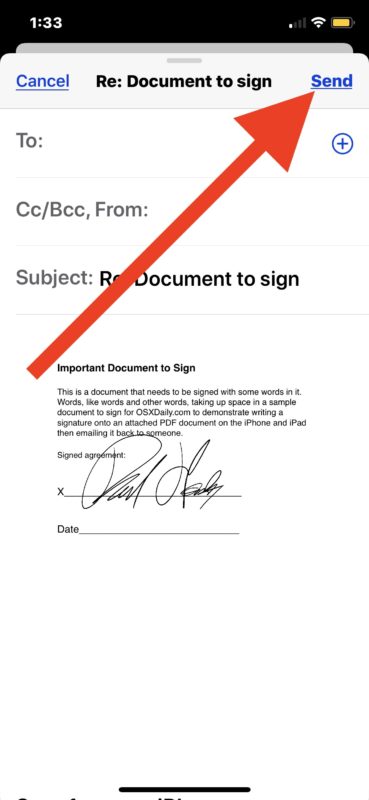 1:33
Cancel Re: Document to sign Send
To:
Cc/Bcc, From:
Subject: Re: Document to sign
Important Document to Sign
This is a document that needs to be signed with some words in it.
Words, like words and other words, taking up space in a sample
document to sign for OSXDaily.com to demonstrate writing a
signature onto an attached PDF document on the iPhone and iPad
then emailing it back to someone.
Signed agreement:
X
Date